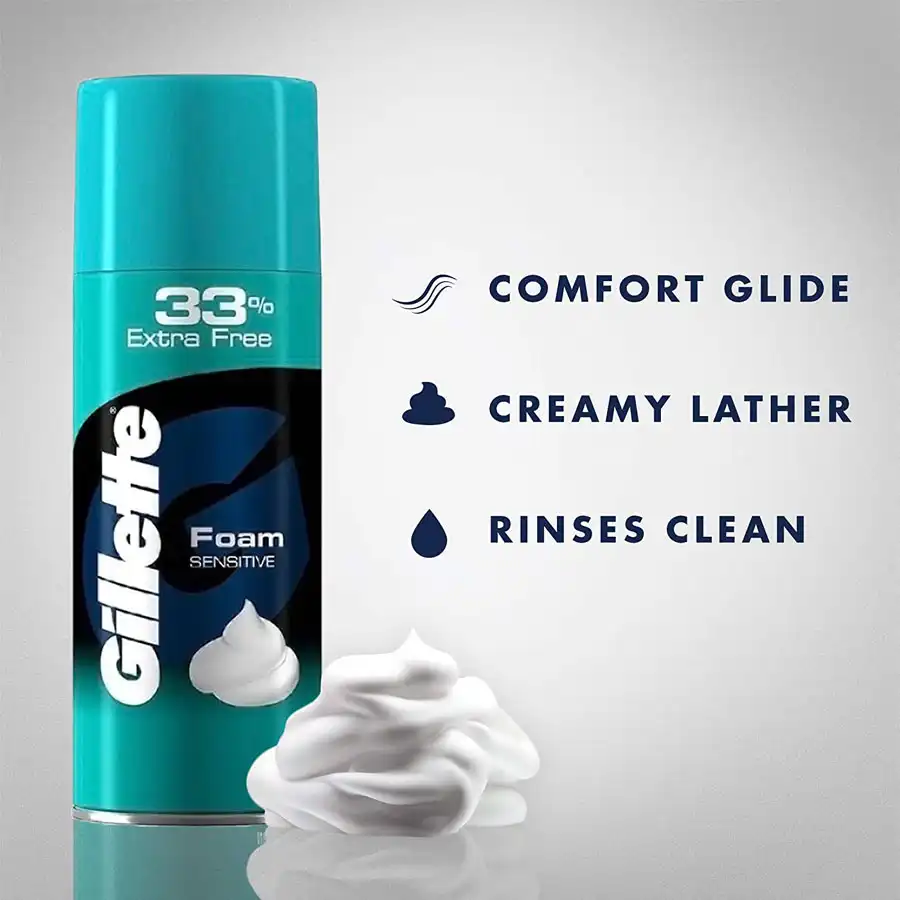 33%
Extra Free
Gillette®
Foam
SENSITIVE
COMFORT GLIDE
CREAMY LATHER
RINSES CLEAN